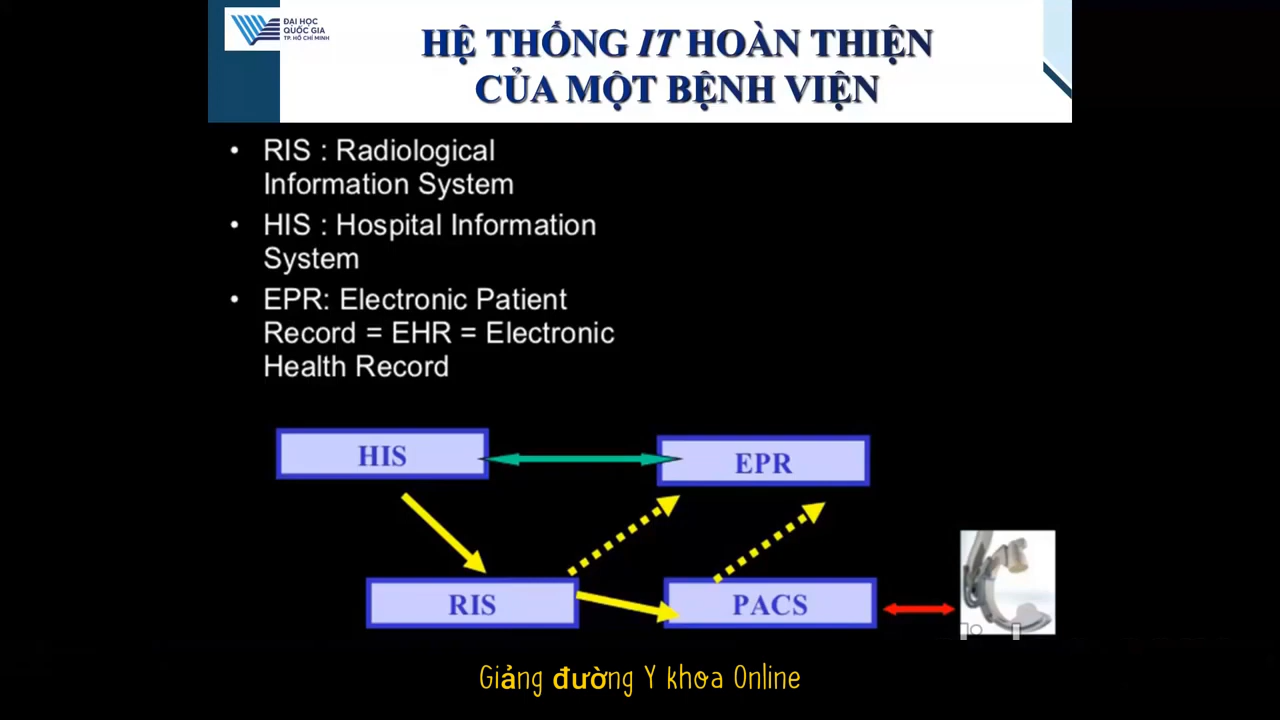 ĐẠI HỌC
QUỐC GIA
TP. HỒ CHÍ MINH
HỆ THỐNG IT HOÀN THIỆN
CỦA MỘT BỆNH VIỆN
• RIS : Radiological
Information System
• HIS : Hospital Information
System
• EPR: Electronic Patient
Record = EHR = Electronic
Health Record
HIS
EPR
RIS
PACS
Giảng đường Y khoa Online